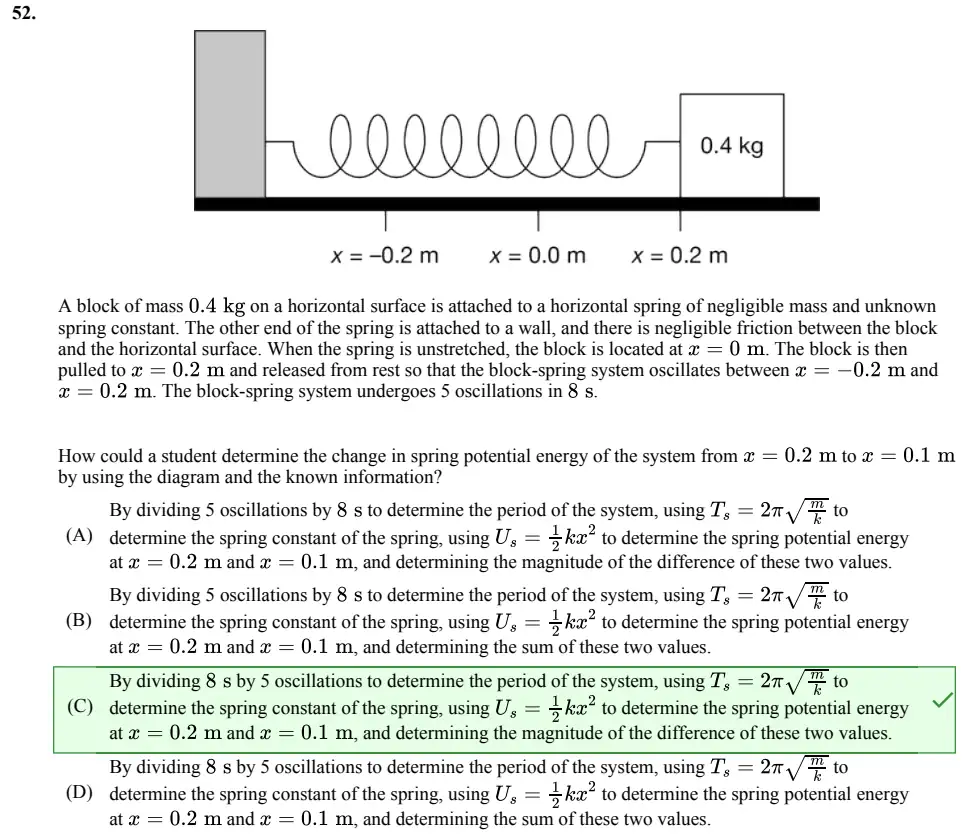 52.
0.4 kg
x = –0.2 m x = 0.0 m x = 0.2 m
A block of mass 0.4 kg on a horizontal surface is attached to a horizontal spring of negligible mass and unknown
spring constant. The other end of the spring is attached to a wall, and there is negligible friction between the block
and the horizontal surface. When the spring is unstretched, the block is located at x = 0 m. The block is then
pulled to x = 0.2 m and released from rest so that the block-spring system oscillates between x = −0.2 m and
x = 0.2 m. The block-spring system undergoes 5 oscillations in 8 s.
How could a student determine the change in spring potential energy of the system from x = 0.2 m to x = 0.1 m
by using the diagram and the known information?
By dividing 5 oscillations by 8 s to determine the period of the system, using Tₛ = 2π√(m/k) to
(A) determine the spring constant of the spring, using Uₛ = ½kx² to determine the spring potential energy
at x = 0.2 m and x = 0.1 m, and determining the magnitude of the difference of these two values.
By dividing 5 oscillations by 8 s to determine the period of the system, using Tₛ = 2π√(m/k) to
(B) determine the spring constant of the spring, using Uₛ = ½kx² to determine the spring potential energy
at x = 0.2 m and x = 0.1 m, and determining the sum of these two values.
By dividing 8 s by 5 oscillations to determine the period of the system, using Tₛ = 2π√(m/k) to
(C) determine the spring constant of the spring, using Uₛ = ½kx² to determine the spring potential energy
at x = 0.2 m and x = 0.1 m, and determining the magnitude of the difference of these two values.
By dividing 8 s by 5 oscillations to determine the period of the system, using Tₛ = 2π√(m/k) to
(D) determine the spring constant of the spring, using Uₛ = ½kx² to determine the spring potential energy
at x = 0.2 m and x = 0.1 m, and determining the sum of these two values.